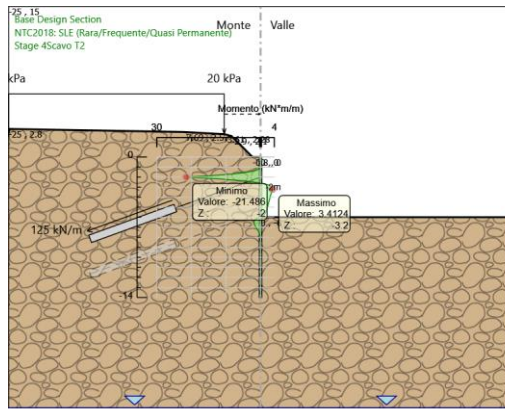 -25, 15
Base Design Section
NTC2018: SLE (Rara/Frequente/Quasi Permanente)
Stage 4Scavo T2
Monte
Valle
kPa
20 kPa
Momento (kN*m/m)
30
4
-25, 2.8
0
Minimo
Valore: -21.486
Z : -2
Massimo
Valore: 3.4124
Z : -3.2
125 kN/m
-14